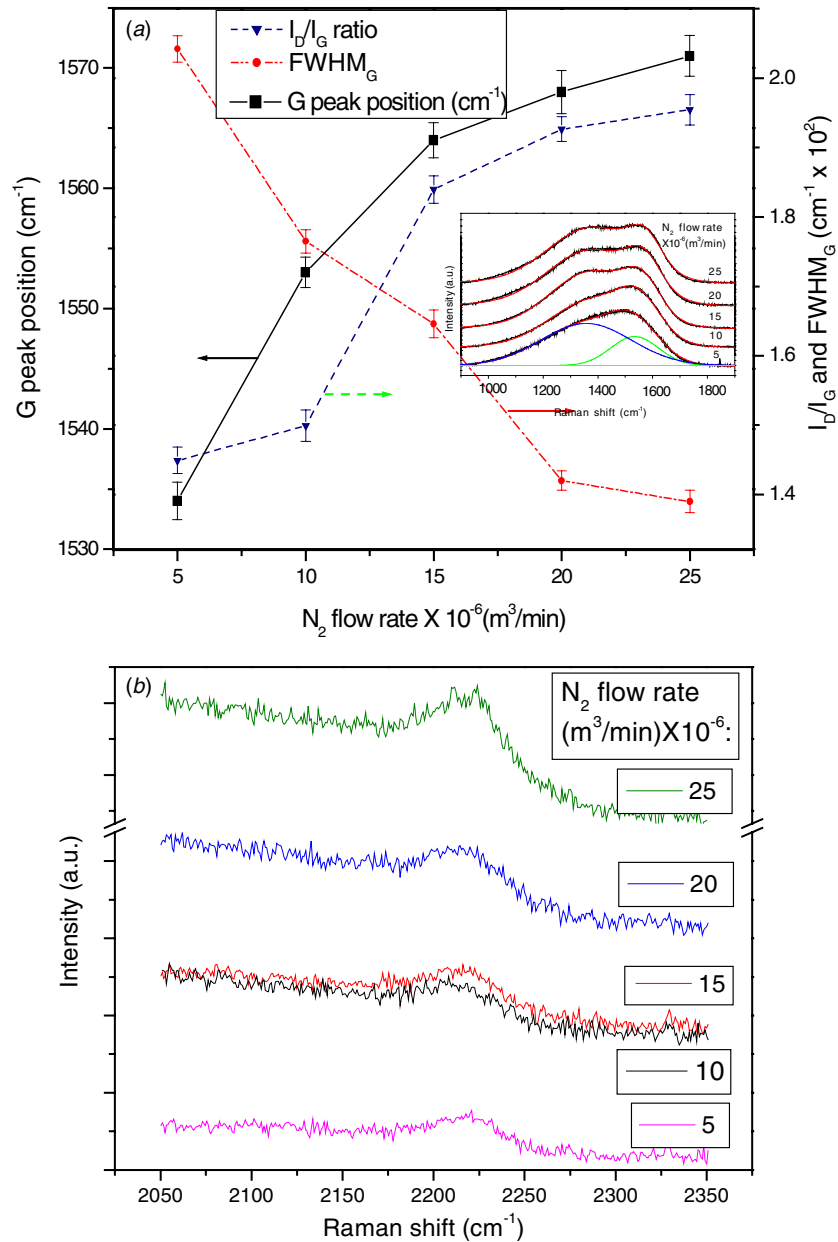 (a)
I_D/I_G ratio
FWHM_G
G peak position (cm⁻¹)
1570
1560
1550
1540
1530
G peak position (cm⁻¹)
2.0
1.8
1.6
1.4
I_D/I_G and FWHM_G (cm⁻¹ x 10²)
N₂ flow rate
X10⁻⁶(m³/min)
25
20
15
10
5
Intensity (a.u.)
1000 1200 1400 1600 1800
Raman shift (cm⁻¹)
5 10 15 20 25
N₂ flow rate X 10⁻⁶(m³/min)
(b)
N₂ flow rate
(m³/min)X10⁻⁶:
25
20
15
10
5
Intensity (a.u.)
2050 2100 2150 2200 2250 2300 2350
Raman shift (cm⁻¹)